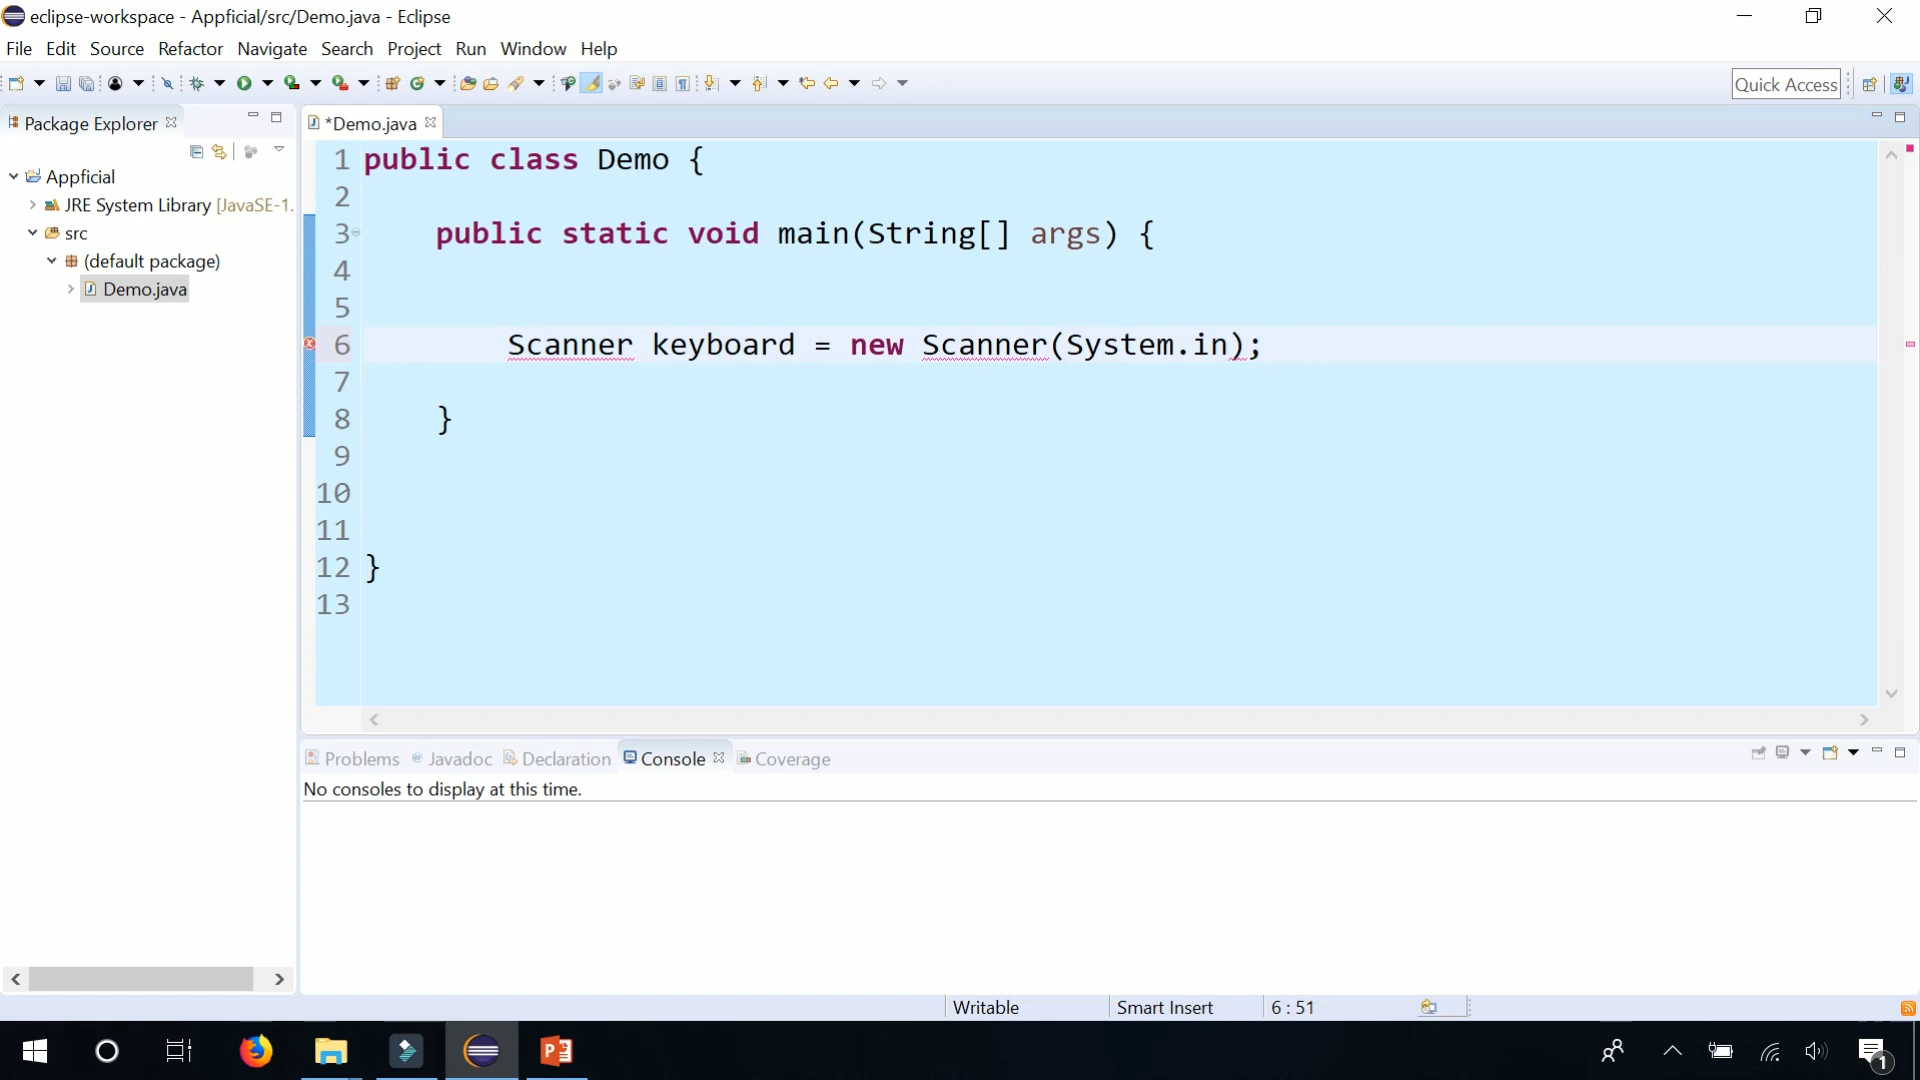 eclipse-workspace - Appficial/src/Demo.java - Eclipse
File Edit Source Refactor Navigate Search Project Run Window Help
Quick Access
Package Explorer
*Demo.java
Appficial
JRE System Library [JavaSE-1.
src
(default package)
Demo.java
1 public class Demo {
2
3 public static void main(String[] args) {
4
5
6 Scanner keyboard = new Scanner(System.in);
7
8 }
9
10
11
12 }
13
Problems @ Javadoc Declaration Console Coverage
No consoles to display at this time.
Writable Smart Insert 6 : 51
1